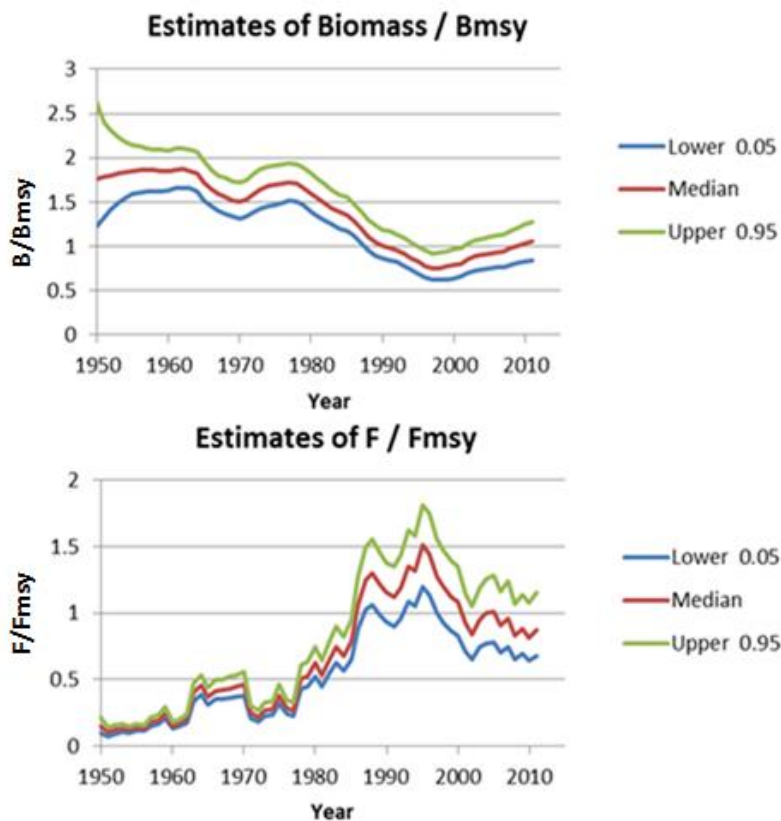 Estimates of Biomass / Bmsy
3
2.5
2
1.5
1
0.5
0
B/Bmsy
1950 1960 1970 1980 1990 2000 2010
Year
Lower 0.05
Median
Upper 0.95
Estimates of F / Fmsy
2
1.5
1
0.5
0
F/Fmsy
1950 1960 1970 1980 1990 2000 2010
Year
Lower 0.05
Median
Upper 0.95